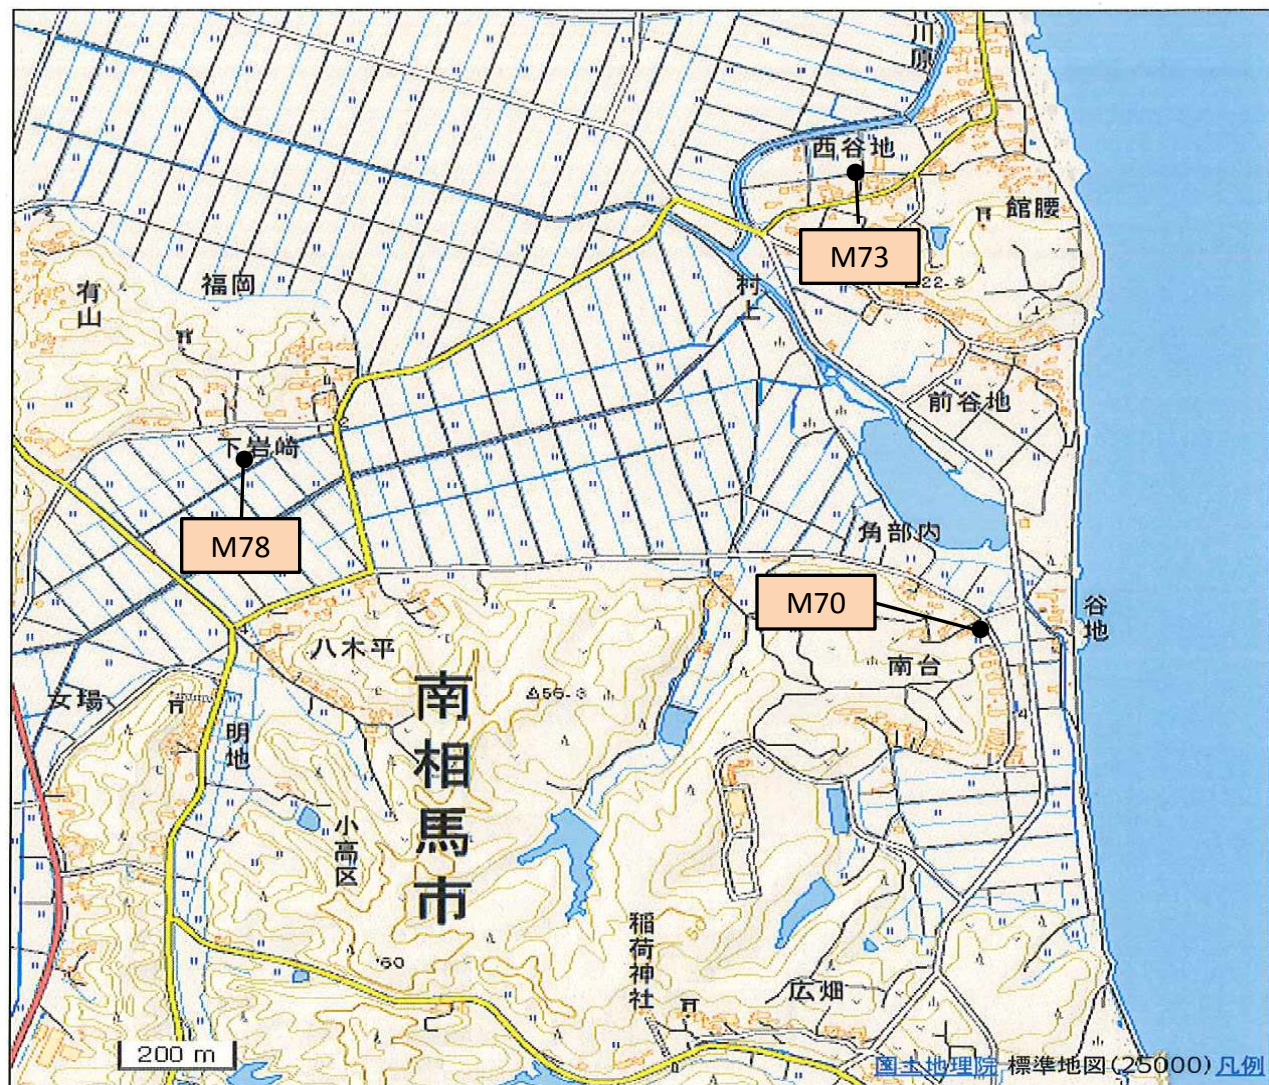 川原
西谷地
館腰
M73
22.8
村上
福岡
有山
前谷地
下岩崎
M78
角部内
M70
谷地
南台
八木平
女場
明地
南相馬市
小高区
稲荷神社
広畑
60
50
4
200 m
国土地理院 標準地図(25000) 凡例